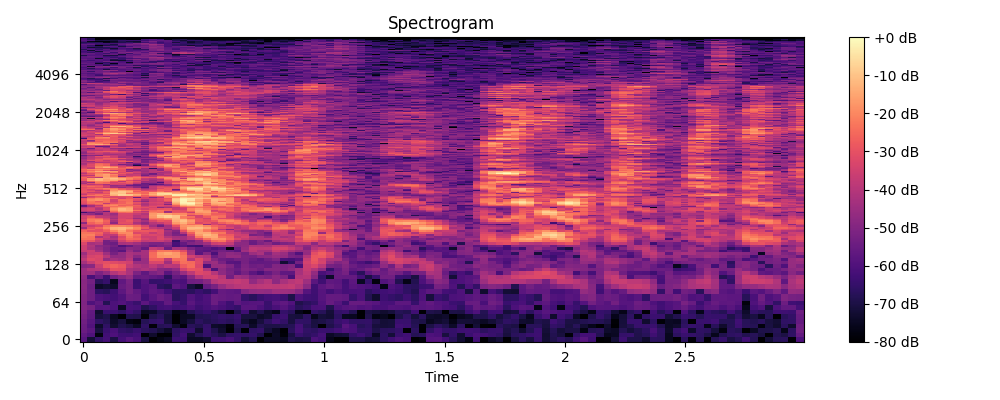 Spectrogram
Hz
4096
2048
1024
512
256
128
64
0
0
0.5
1
1.5
2
2.5
Time
+0 dB
-10 dB
-20 dB
-30 dB
-40 dB
-50 dB
-60 dB
-70 dB
-80 dB